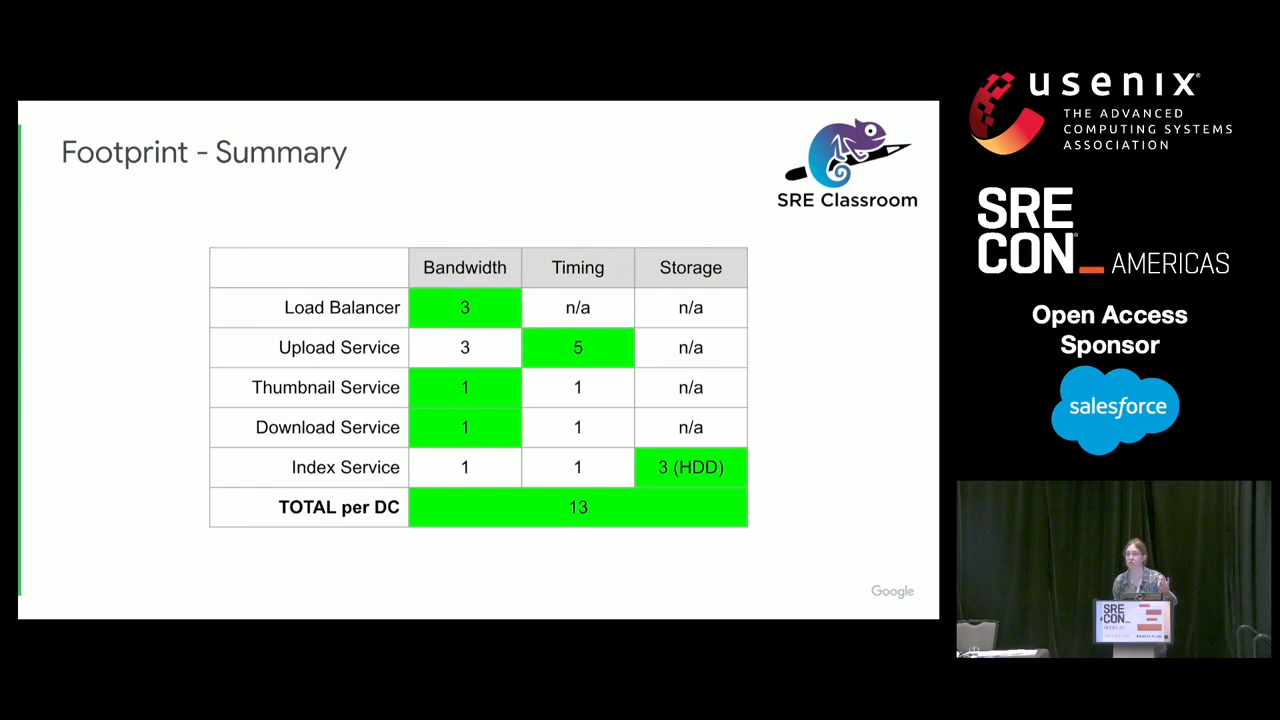 Footprint - Summary
SRE Classroom
Bandwidth Timing Storage
Load Balancer 3 n/a n/a
Upload Service 3 5 n/a
Thumbnail Service 1 1 n/a
Download Service 1 1 n/a
Index Service 1 1 3 (HDD)
TOTAL per DC 13
Google
usenix
THE ADVANCED
COMPUTING SYSTEMS
ASSOCIATION
SRE
CON_ AMERICAS
Open Access
Sponsor
salesforce
SRE
CON_